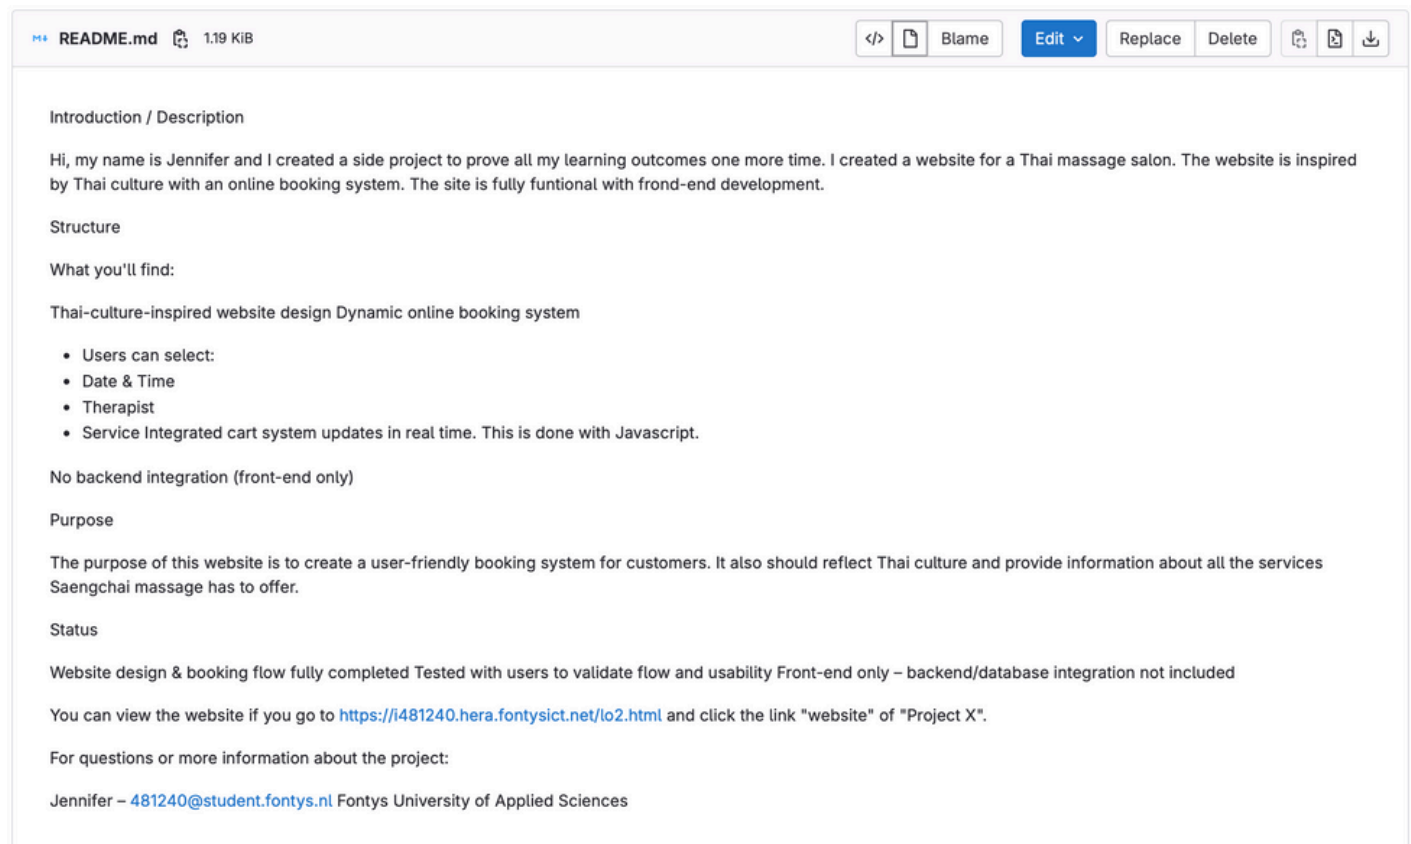 README.md 1.19 KiB </> Blame Edit Replace Delete
Introduction / Description
Hi, my name is Jennifer and I created a side project to prove all my learning outcomes one more time. I created a website for a Thai massage salon. The website is inspired
by Thai culture with an online booking system. The site is fully funtional with frond-end development.
Structure
What you'll find:
Thai-culture-inspired website design Dynamic online booking system
• Users can select:
• Date & Time
• Therapist
• Service Integrated cart system updates in real time. This is done with Javascript.
No backend integration (front-end only)
Purpose
The purpose of this website is to create a user-friendly booking system for customers. It also should reflect Thai culture and provide information about all the services
Saengchai massage has to offer.
Status
Website design & booking flow fully completed Tested with users to validate flow and usability Front-end only – backend/database integration not included
You can view the website if you go to https://i481240.hera.fontysict.net/lo2.html and click the link "website" of "Project X".
For questions or more information about the project:
Jennifer – 481240@student.fontys.nl Fontys University of Applied Sciences